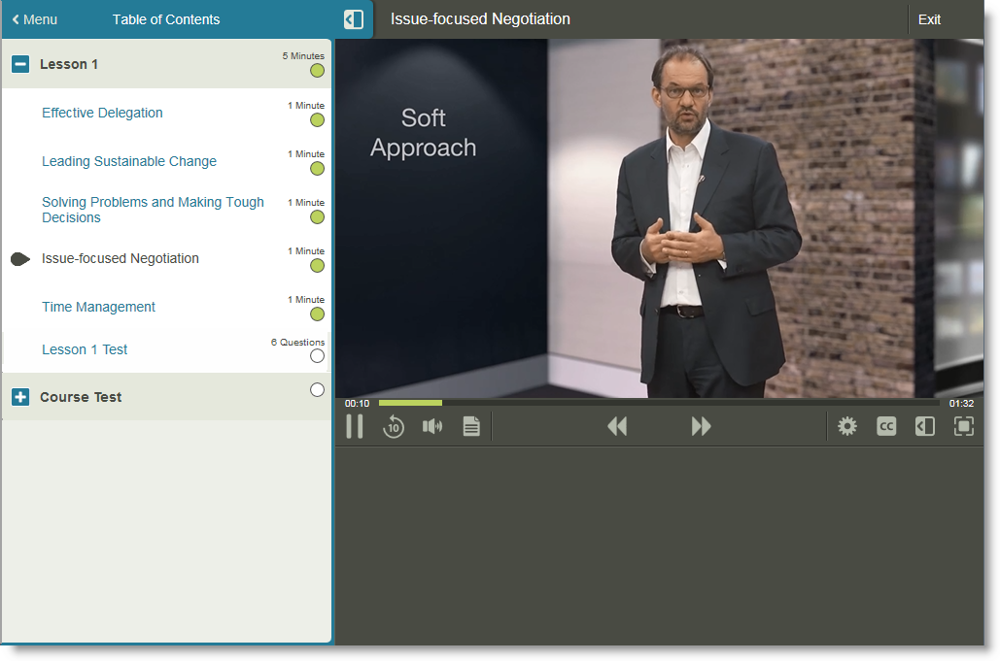 Menu
Table of Contents
Issue-focused Negotiation
Exit
Lesson 1
5 Minutes
Effective Delegation
1 Minute
Leading Sustainable Change
1 Minute
Solving Problems and Making Tough
Decisions
1 Minute
Issue-focused Negotiation
1 Minute
Time Management
1 Minute
Lesson 1 Test
6 Questions
Course Test
Soft
Approach
00:10
01:32
10
CC